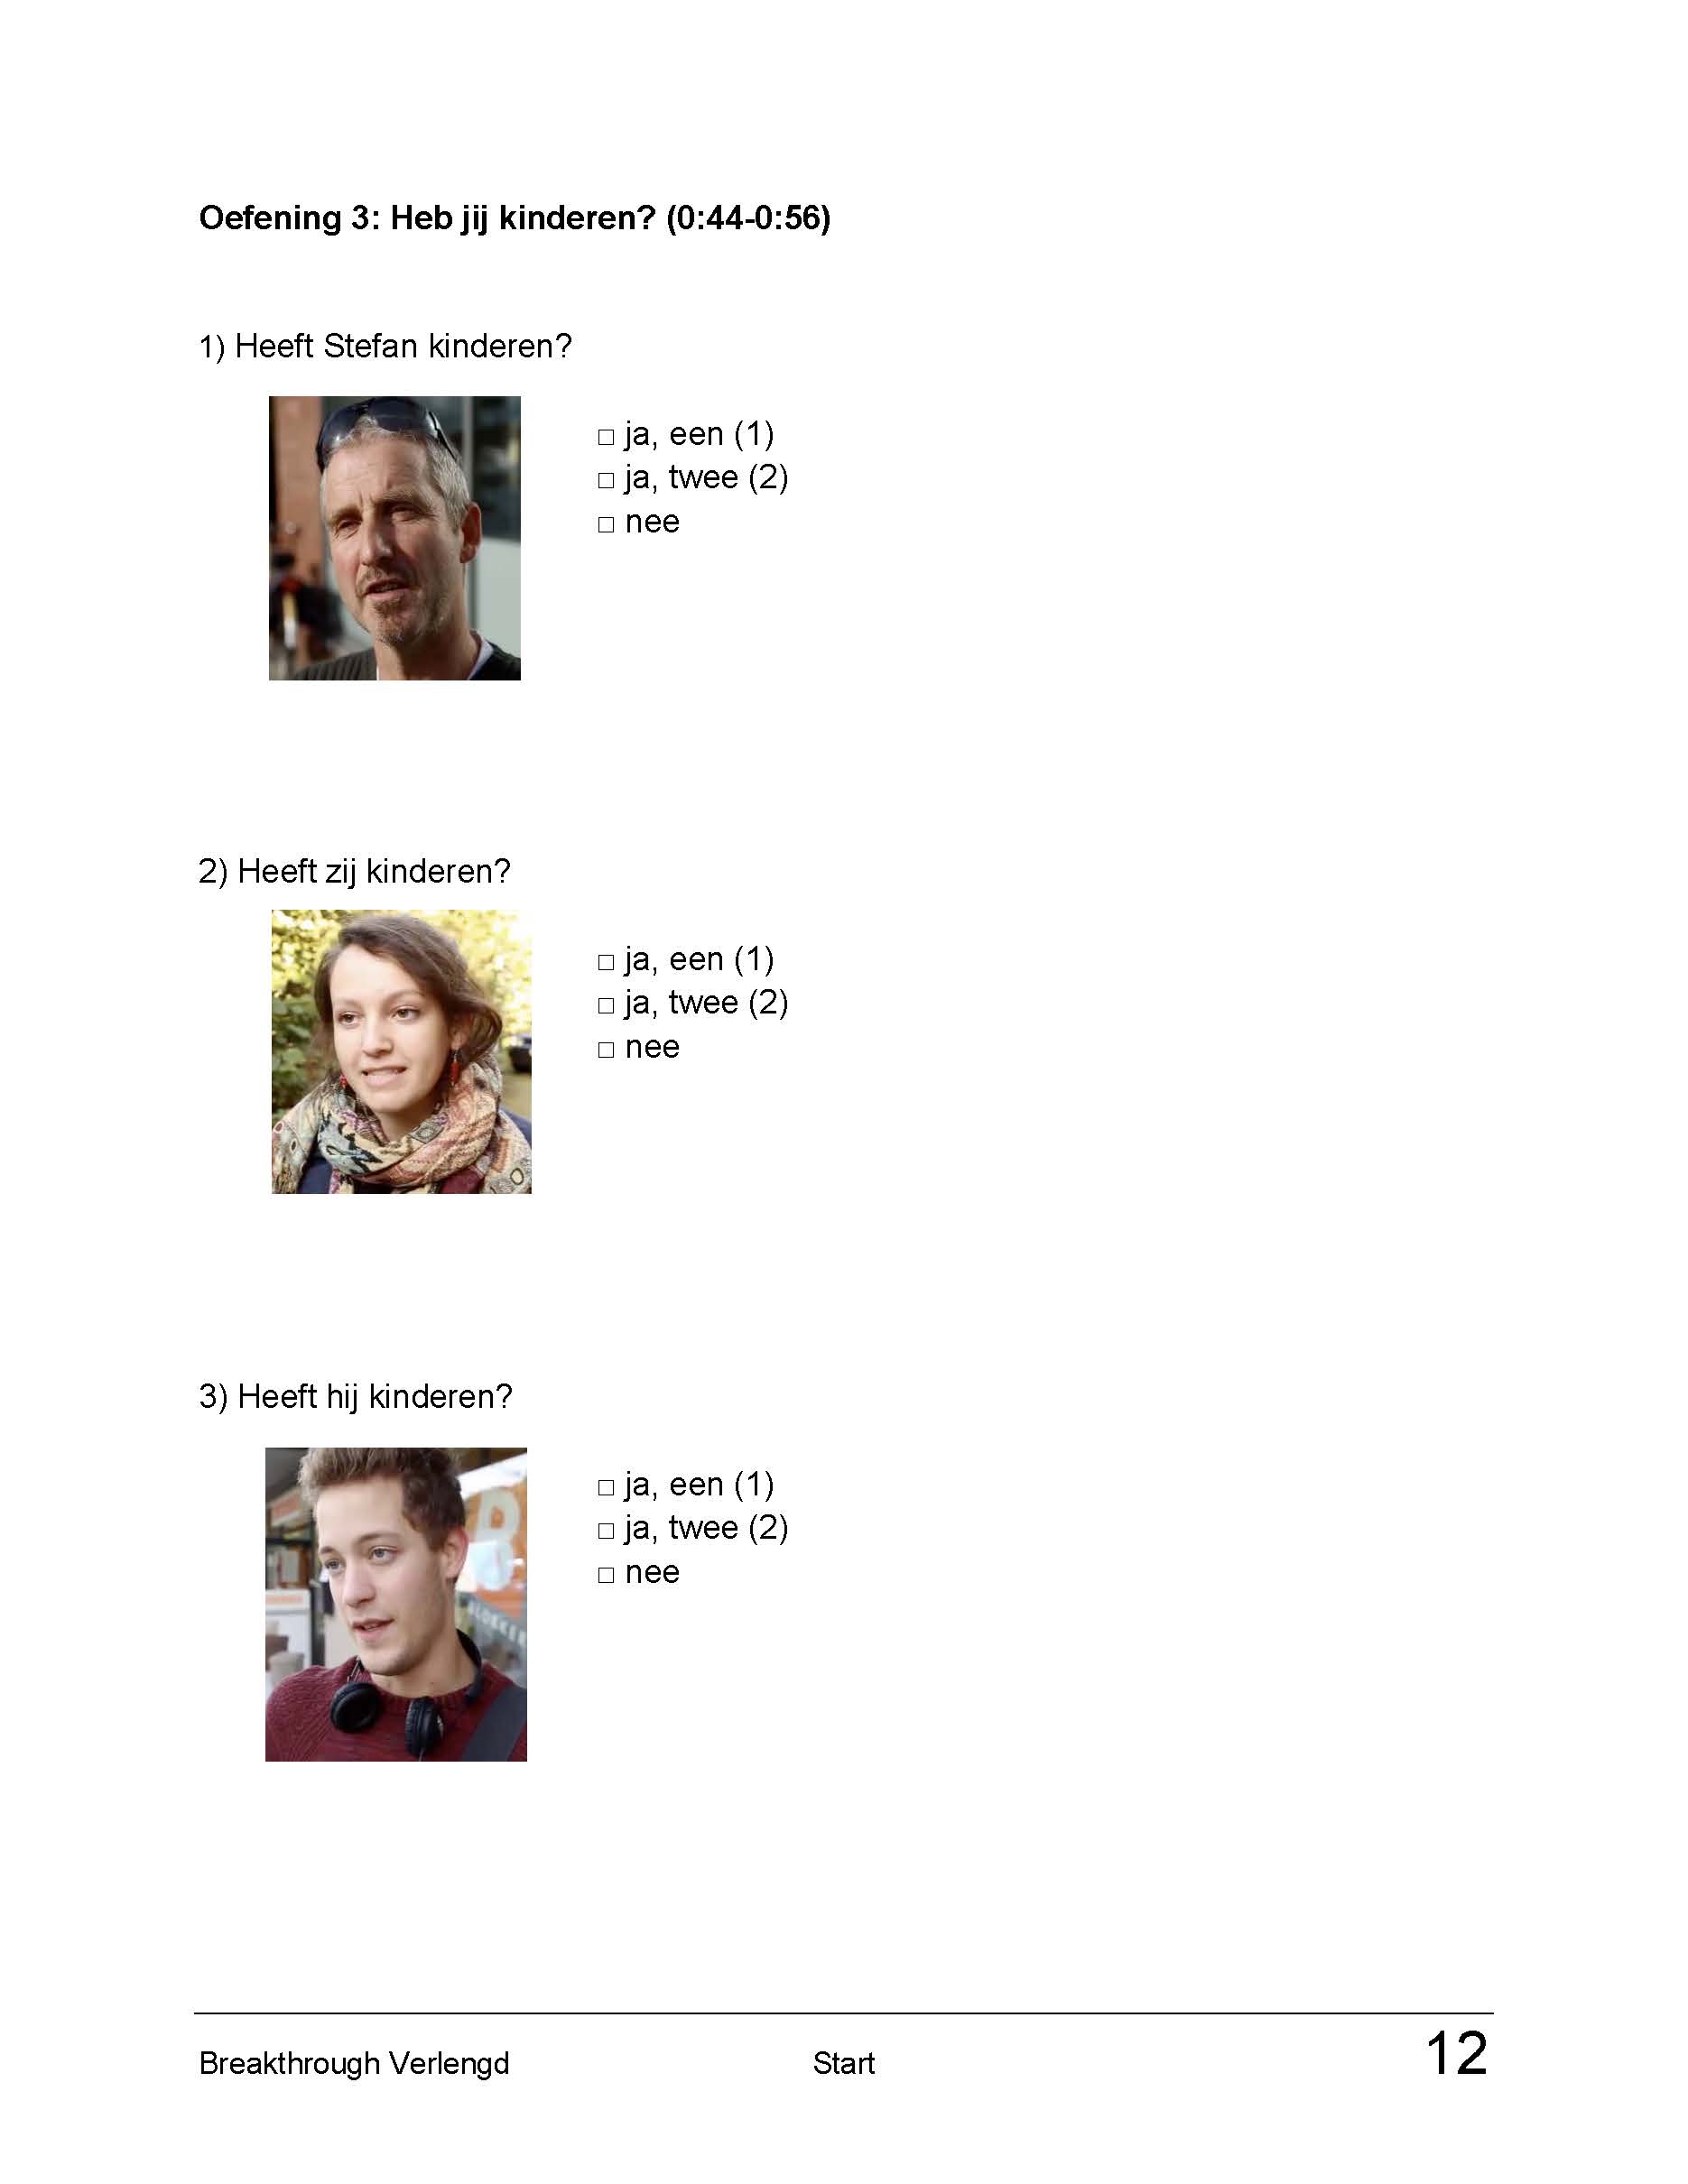 Oefening 3: Heb jij kinderen? (0:44-0:56)
1) Heeft Stefan kinderen?
□ ja, een (1)
□ ja, twee (2)
□ nee
2) Heeft zij kinderen?
□ ja, een (1)
□ ja, twee (2)
□ nee
3) Heeft hij kinderen?
B
BLOKKER
□ ja, een (1)
□ ja, twee (2)
□ nee
Breakthrough Verlengd Start 12